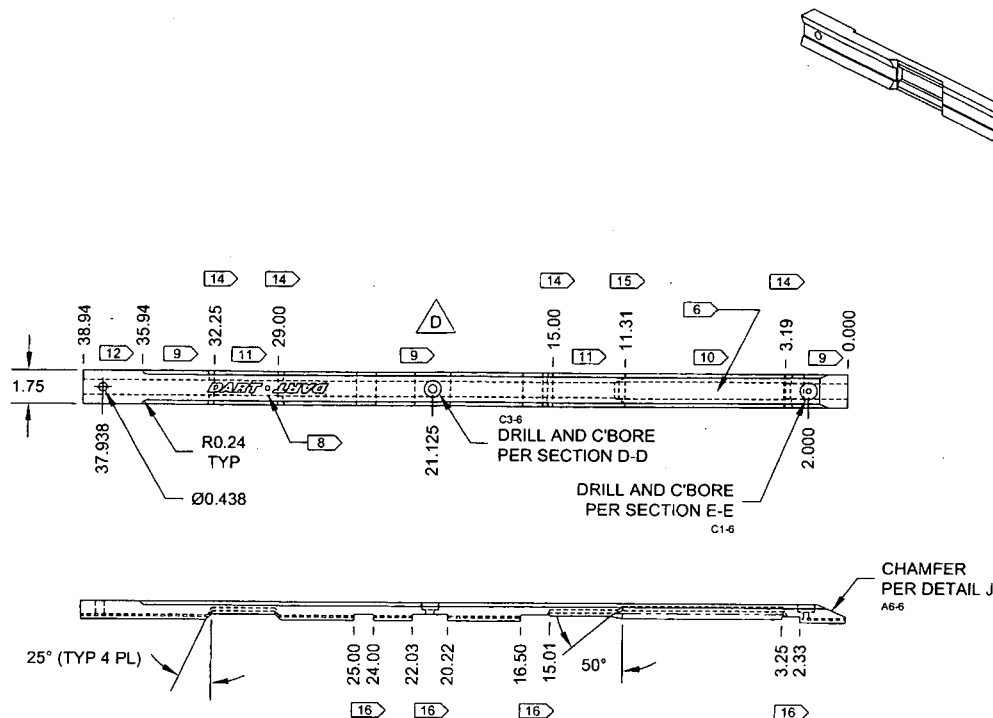 14 14 14 15 14
D
6
38.94 35.94 32.25 29.00 15.00 11.31 3.19 0.000
12 9 11 9 11 10 9
1.75
DART · DART
37.938 21.125 2.000
R0.24
TYP
8
C3-6
DRILL AND C'BORE
PER SECTION D-D
Ø0.438
DRILL AND C'BORE
PER SECTION E-E
C1-6
CHAMFER
PER DETAIL J
A6-6
25° (TYP 4 PL)
25.00 24.00 22.03 20.22 16.50 15.01 50° 3.25 2.33
16 16 16 16